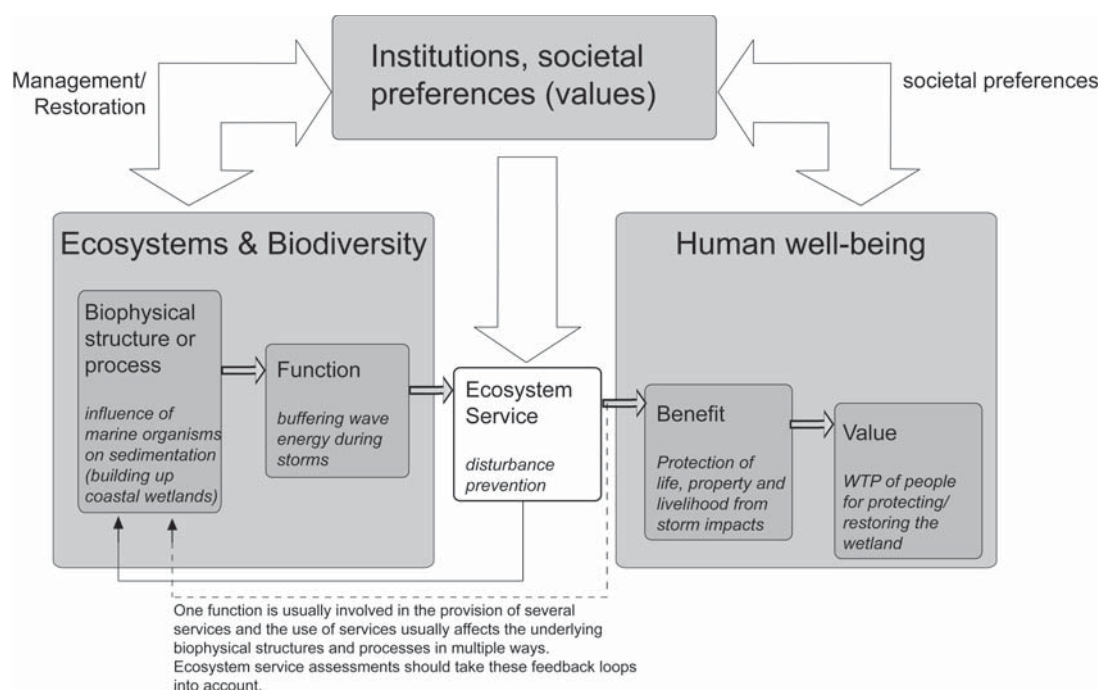 Institutions, societal
preferences (values)
Management/
Restoration
societal preferences
Ecosystems & Biodiversity
Human well-being
Biophysical
structure or
process
influence of
marine organisms
on sedimentation
(building up
coastal wetlands)
Function
buffering wave
energy during
storms
Ecosystem
Service
disturbance
prevention
Benefit
Protection of
life, property and
livelihood from
storm impacts
Value
WTP of people
for protecting/
restoring the
wetland
One function is usually involved in the provision of several
services and the use of services usually affects the underlying
biophysical structures and processes in multiple ways.
Ecosystem service assessments should take these feedback loops
into account.